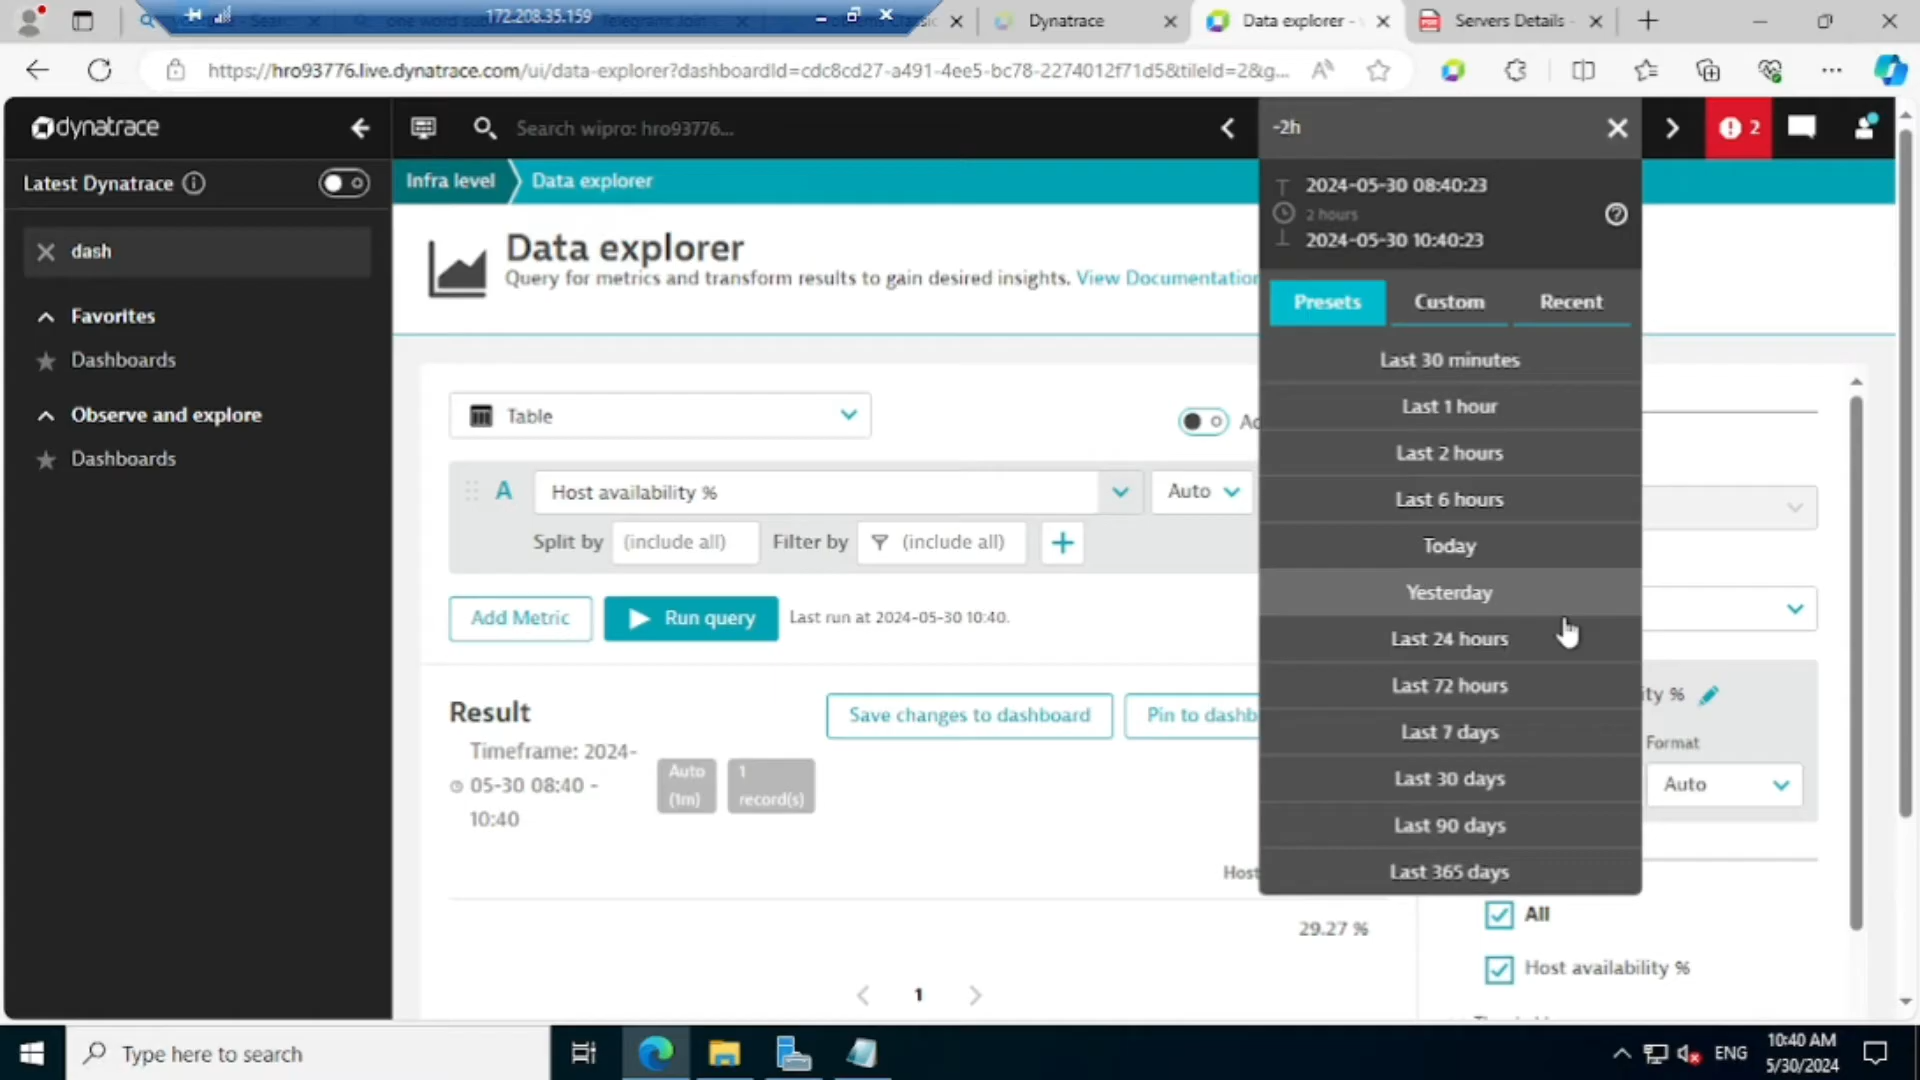 172.208.35.159
Dynatrace
Data explorer -
Servers Details -
https://hro93776.live.dynatrace.com/ui/data-explorer?dashboardId=cdc8cd27-a491-4ee5-bc78-2274012f71d5&tileId=2&g...
dynatrace
Search wipro: hro93776...
-2h
2
Latest Dynatrace
Infra level
Data explorer
2024-05-30 08:40:23
2 hours
2024-05-30 10:40:23
dash
Data explorer
Query for metrics and transform results to gain desired insights. View Documentation
Presets
Custom
Recent
Favorites
Dashboards
Observe and explore
Dashboards
Last 30 minutes
Last 1 hour
Last 2 hours
Last 6 hours
Today
Yesterday
Last 24 hours
Last 72 hours
Last 7 days
Last 30 days
Last 90 days
Last 365 days
Table
A
Host availability %
Auto
Split by
(include all)
Filter by
(include all)
Add Metric
Run query
Last run at 2024-05-30 10:40.
Result
Save changes to dashboard
Pin to dashb
Timeframe: 2024-
05-30 08:40 -
10:40
Auto
(1m)
1
record(s)
ity %
Format
Auto
Host
29.27 %
1
All
Host availability %
Type here to search
ENG
10:40 AM
5/30/2024